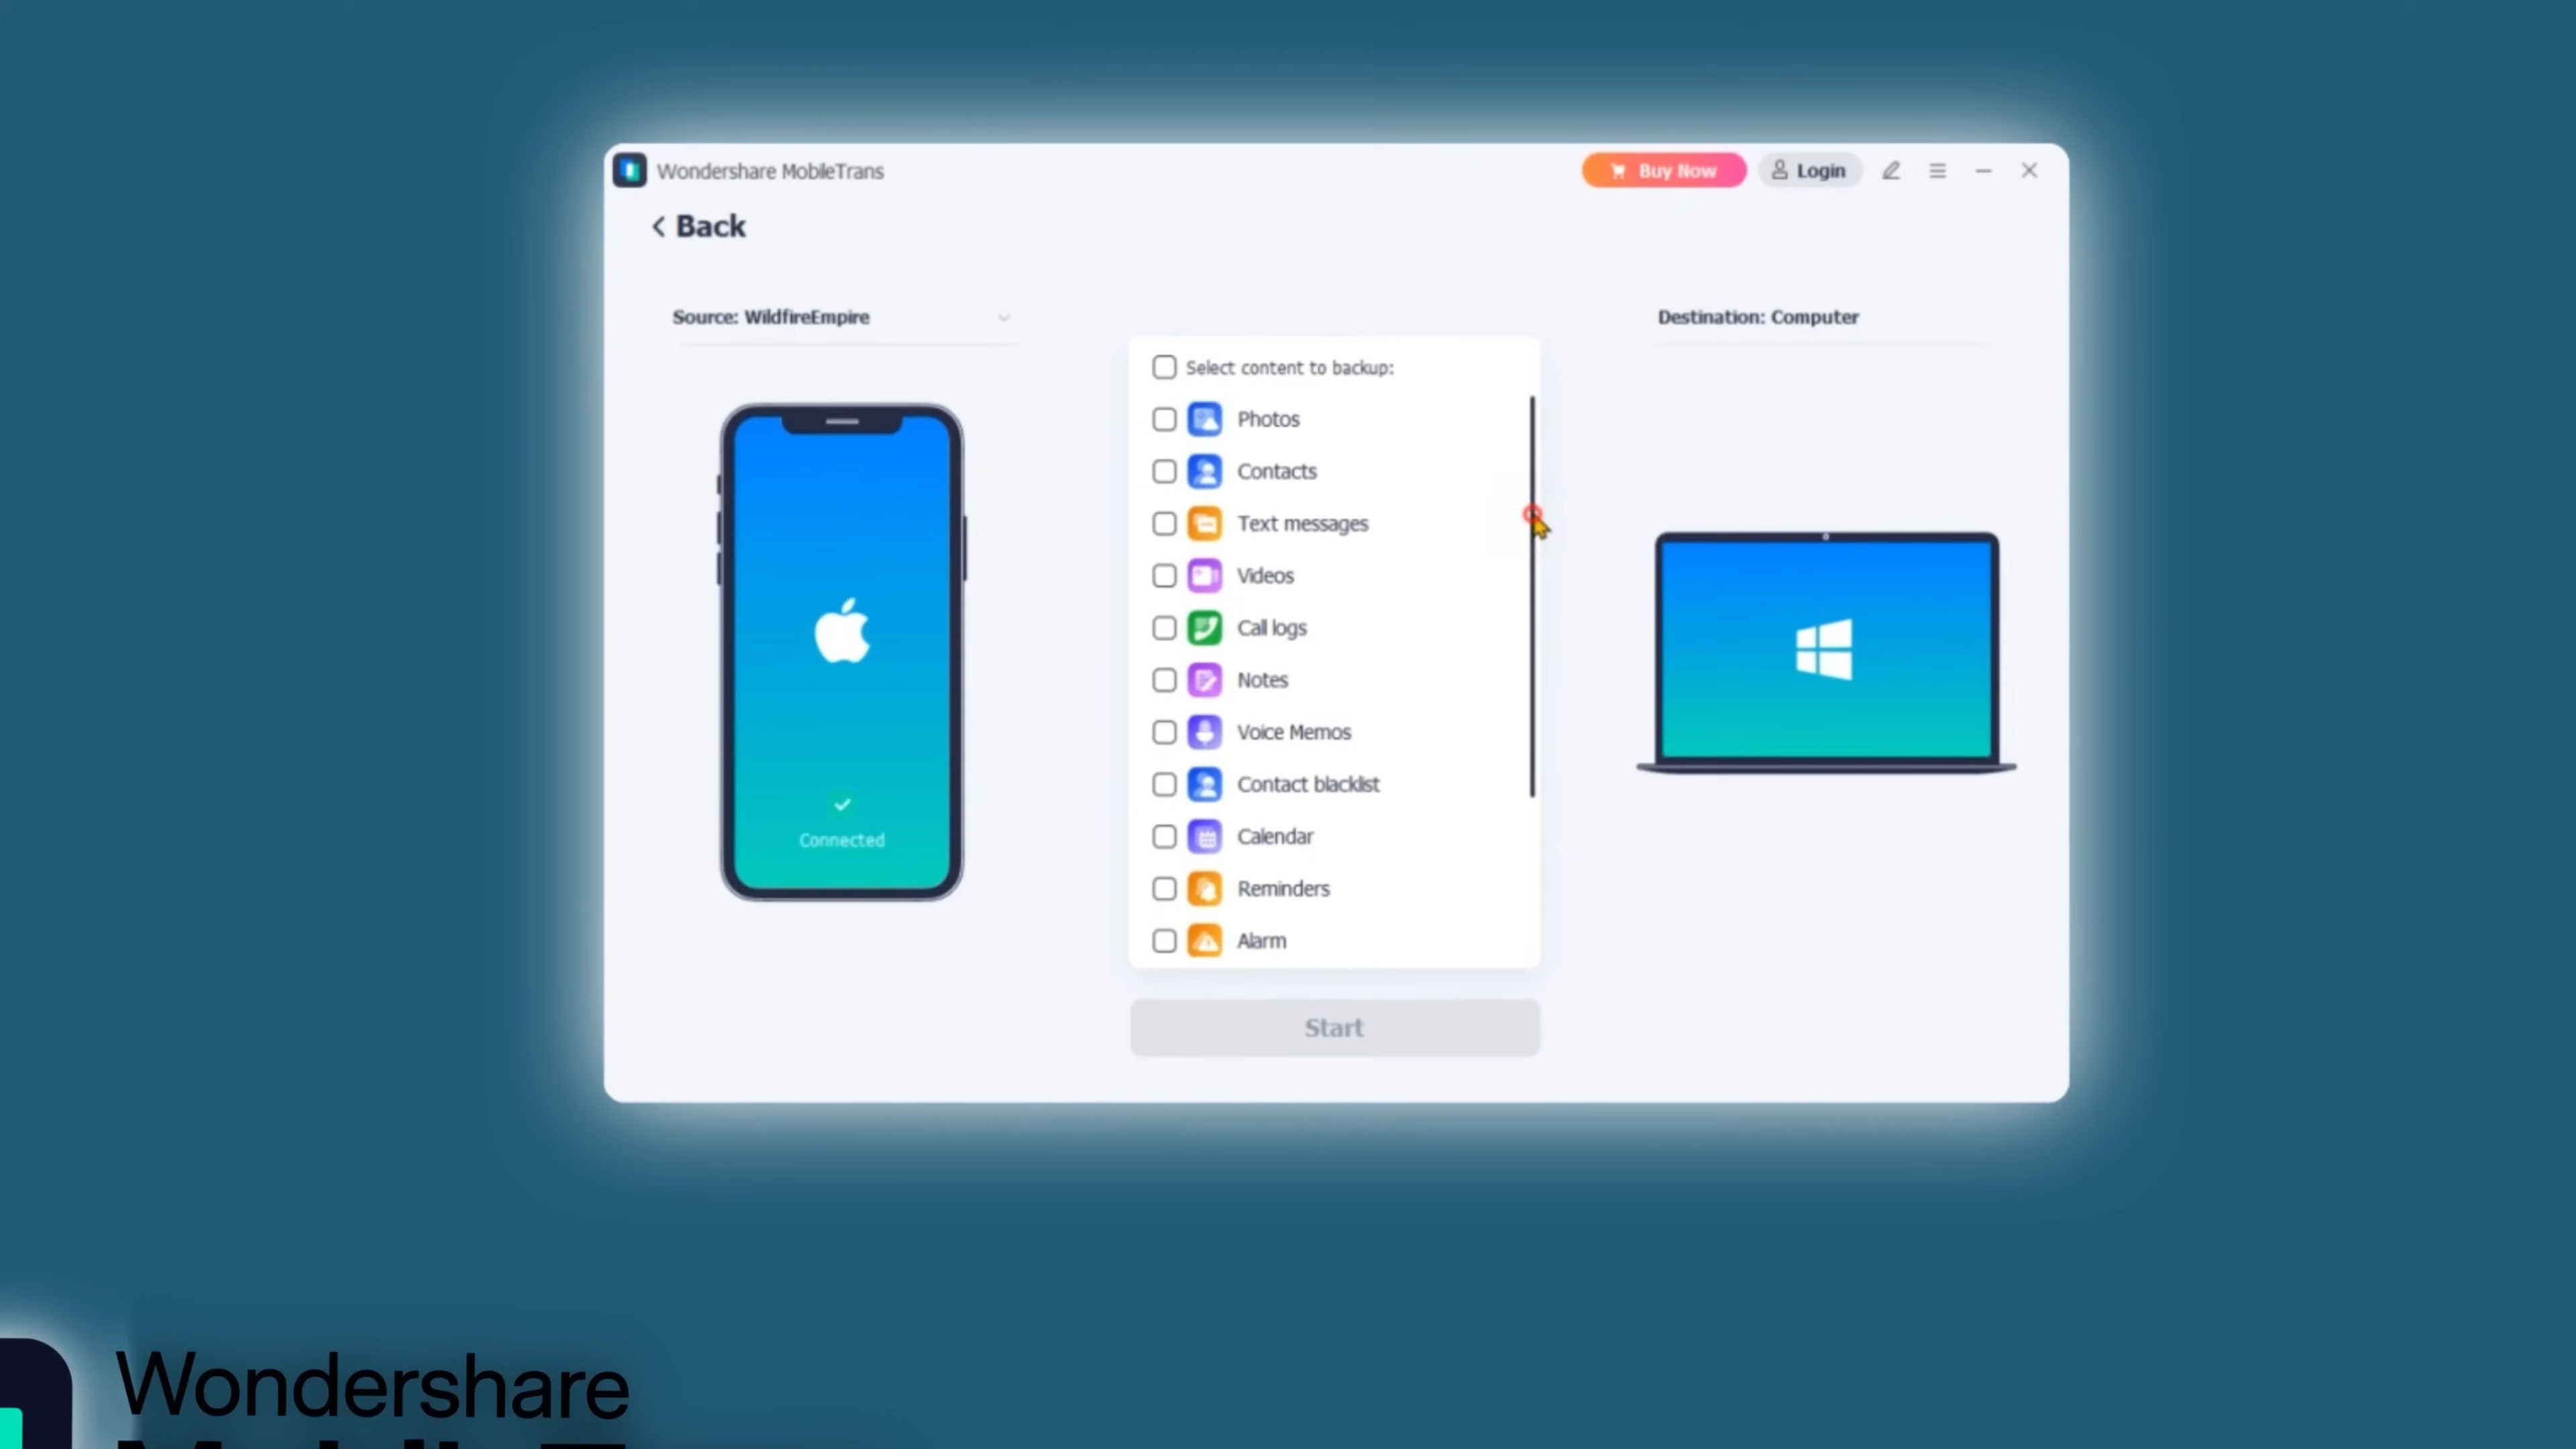 Wondershare MobileTrans
Buy Now
Login
Back
Source: WildfireEmpire
Destination: Computer
Select content to backup:
Photos
Contacts
Text messages
Videos
Call logs
Notes
Voice Memos
Contact blacklist
Calendar
Reminders
Alarm
Connected
Start
Wondershare